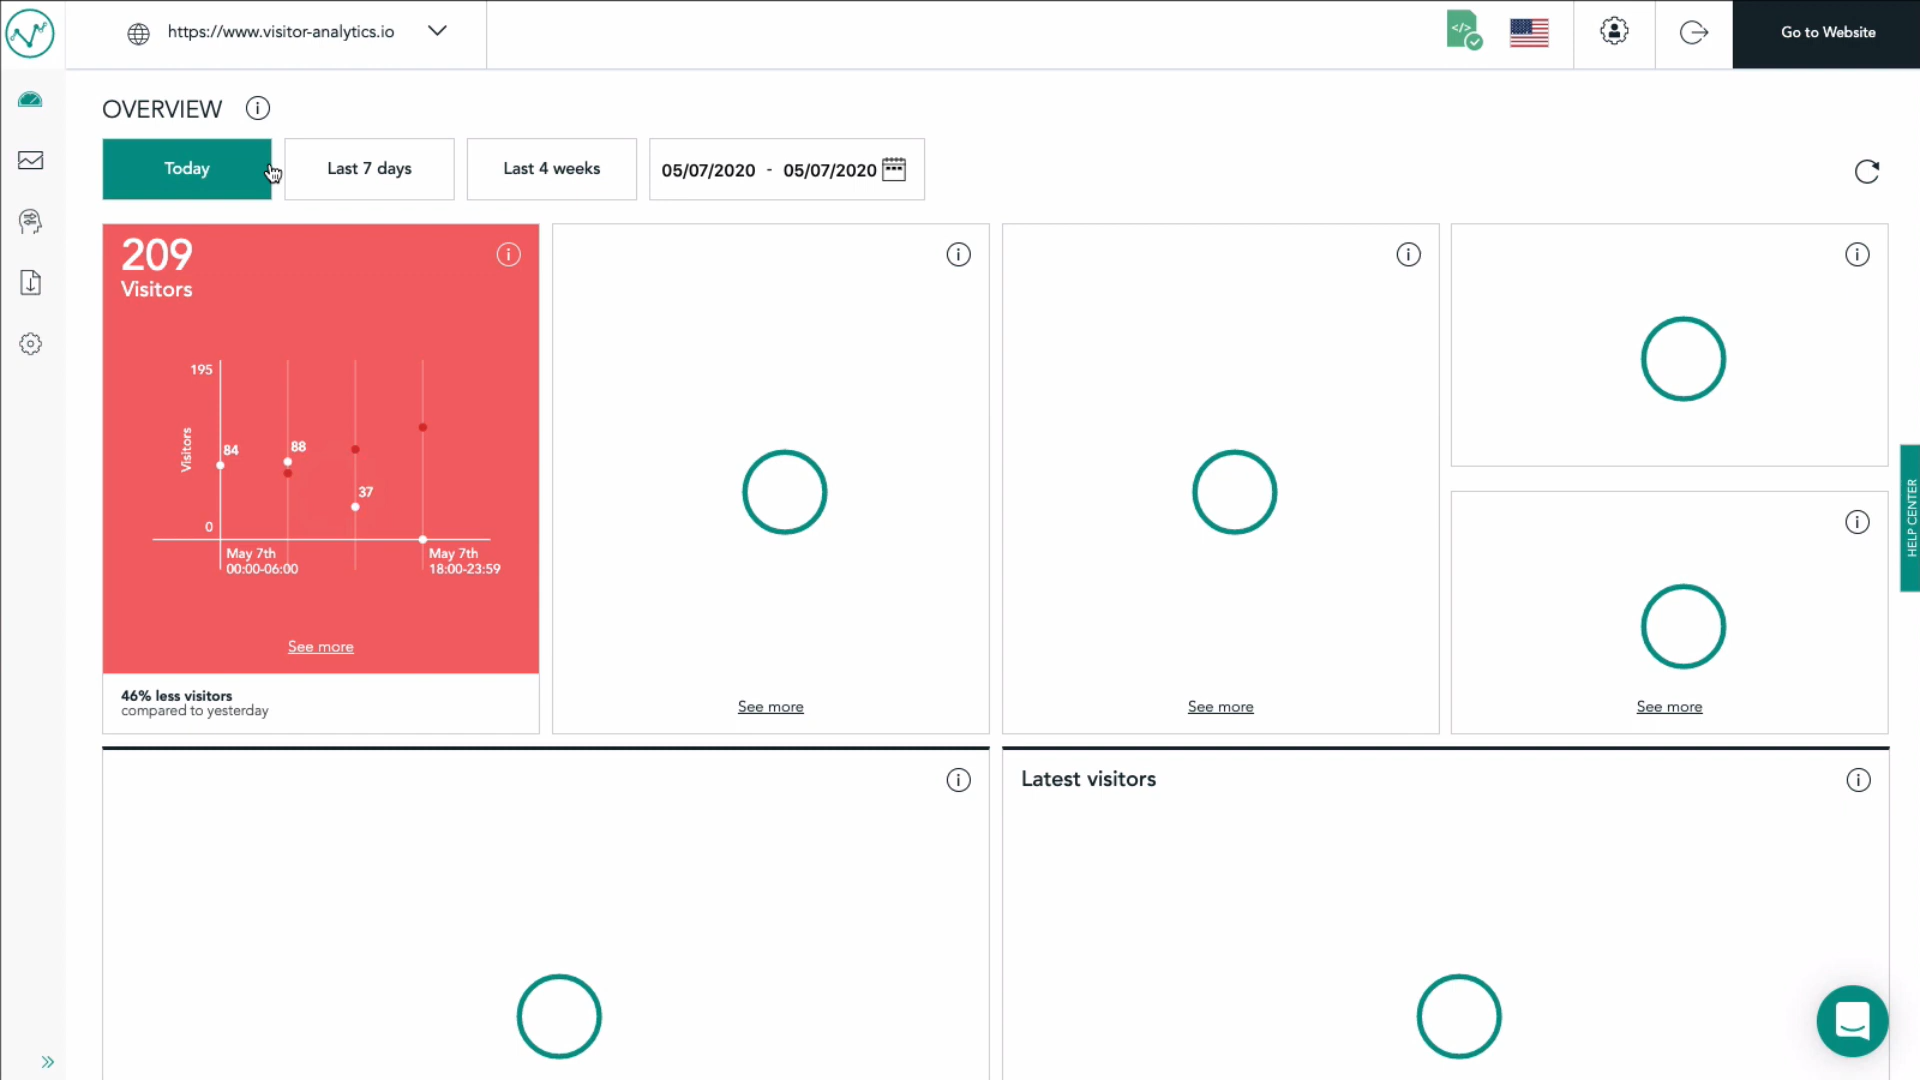 https://www.visitor-analytics.io
</>
Go to Website
OVERVIEW
Today
Last 7 days
Last 4 weeks
05/07/2020 - 05/07/2020
209
Visitors
195
Visitors
84
88
37
0
May 7th
00:00-06:00
May 7th
18:00-23:59
See more
46% less visitors
compared to yesterday
See more
See more
See more
HELP CENTER
Latest visitors